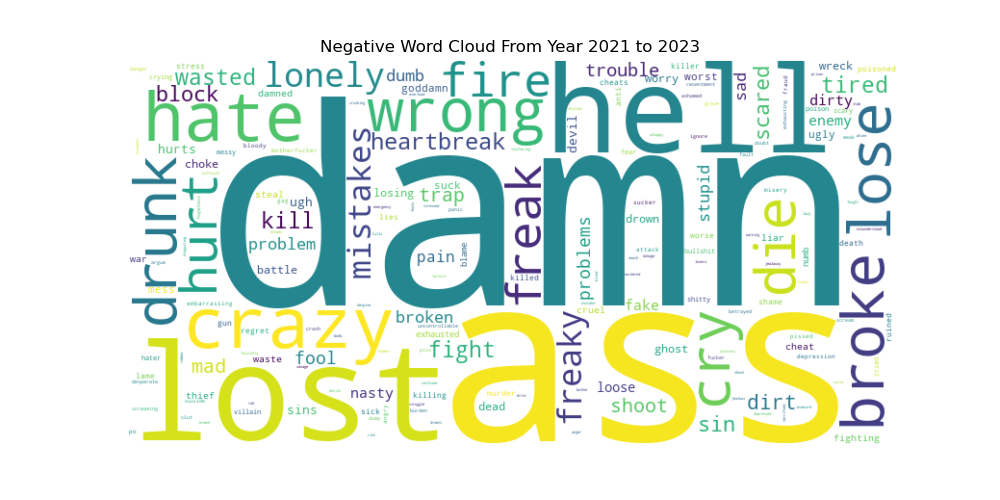 Negative Word Cloud From Year 2021 to 2023
damn
ass
hell
lost
hate
wrong
fire
crazy
broke
lose
drunk
hurt
freak
die
cry
lonely
mistakes
heartbreak
freaky
wasted
block
dumb
goddamn
damned
stress
crying
trouble
worry
worst
cheats
anti
sad
scared
wreck
killer
resentment
ashamed
tired
dirty
enemy
ugly
poison
poisoned
scary
fraud
devil
hurts
messy
bloody
motherfucker
choke
war
argue
mess
embarrassing
steal
gag
ugh
kill
problem
battle
losing
suck
trap
lies
panic
pain
blame
killed
problems
drown
sucker
stupid
worse
bullshit
attack
misery
liar
numb
death
shame
shitty
fake
cruel
betrayed
broken
uncontrollable
exhausted
fight
regret
gun
crash
waste
fool
mad
hater
lame
desperate
thief
villain
sins
screaming
slut
nasty
sick
killing
burden
angry
murder
dead
loose
shoot
ghost
fucker
sin
dirt
cheat
depression
pissed
scream
ruined
fighting
fear
ignore
fault
doubt